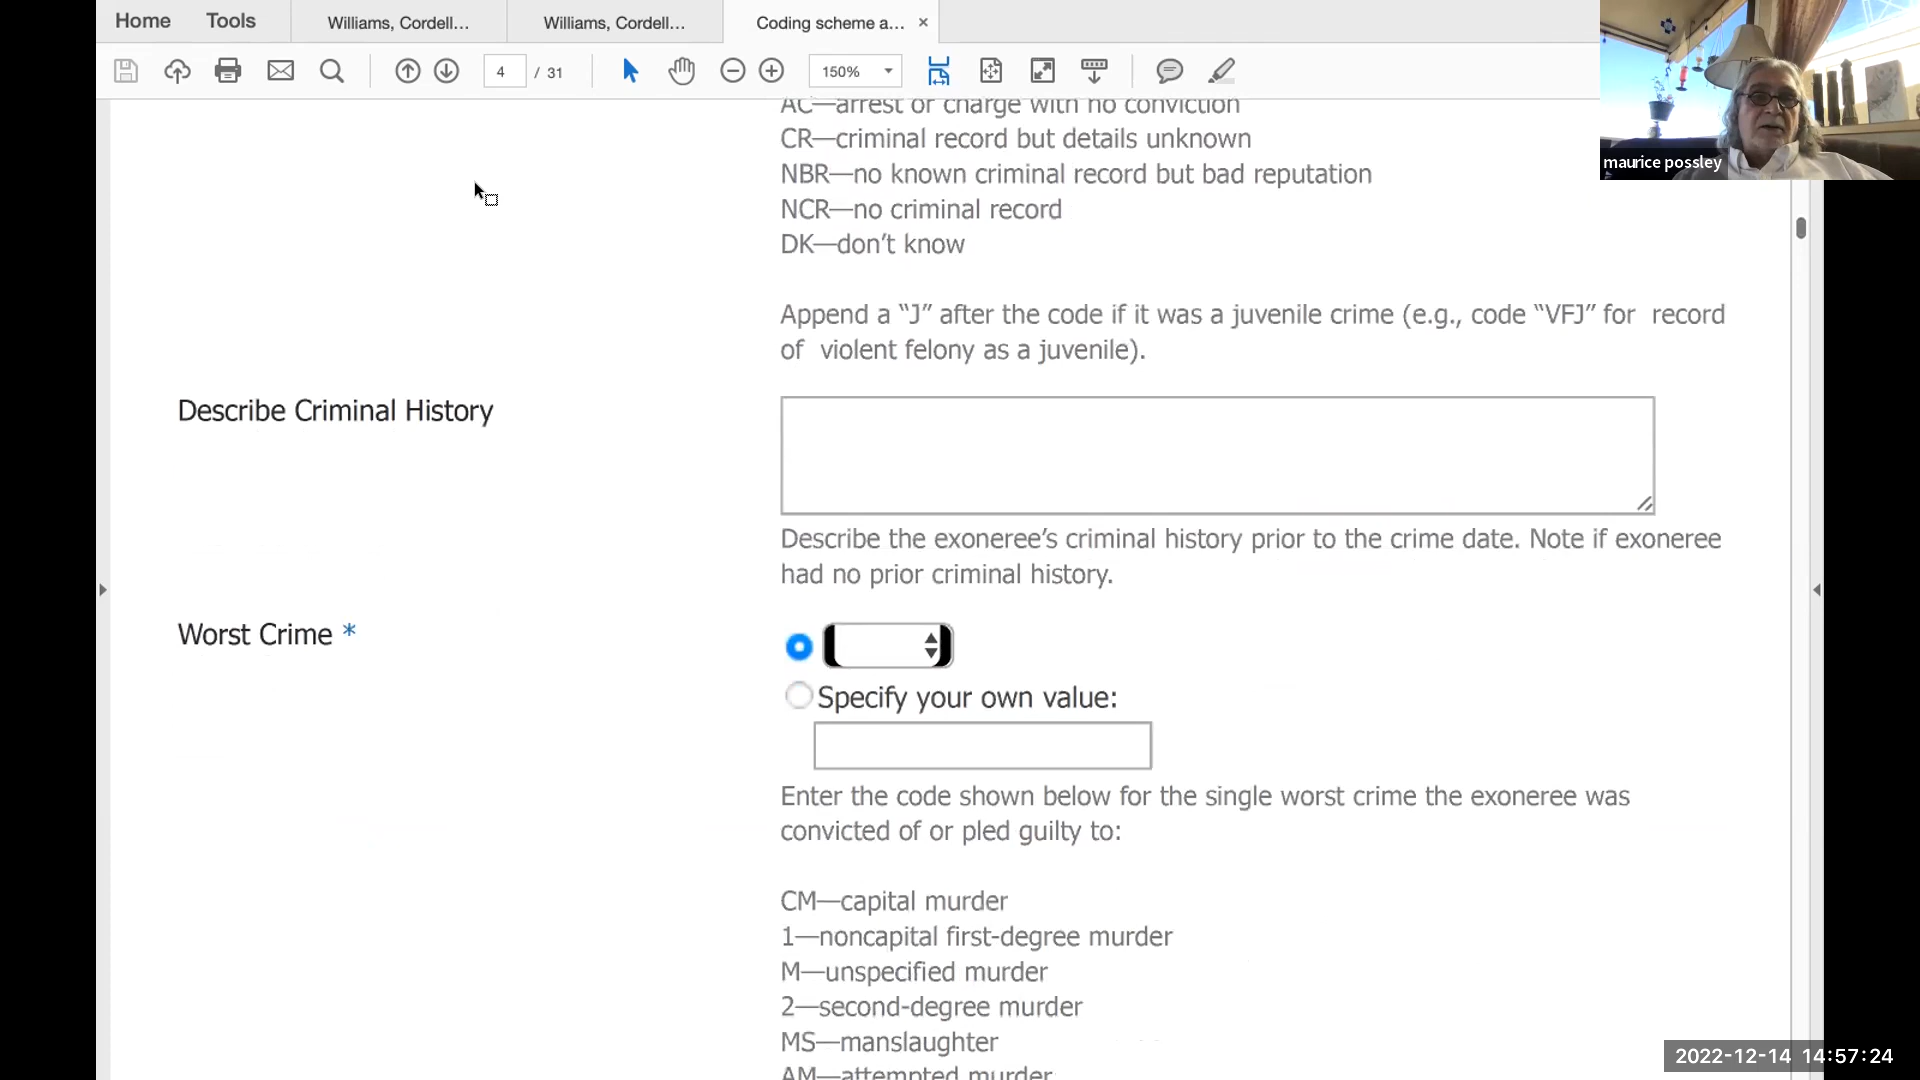 Home Tools Williams, Cordell... Williams, Cordell... Coding scheme a... ×
4 / 31 150%
AC—arrest or charge with no conviction
CR—criminal record but details unknown
NBR—no known criminal record but bad reputation
NCR—no criminal record
DK—don’t know
Append a “J” after the code if it was a juvenile crime (e.g., code “VFJ” for record
of violent felony as a juvenile).
Describe Criminal History
Describe the exoneree’s criminal history prior to the crime date. Note if exoneree
had no prior criminal history.
Worst Crime *
Specify your own value:
Enter the code shown below for the single worst crime the exoneree was
convicted of or pled guilty to:
CM—capital murder
1—noncapital first-degree murder
M—unspecified murder
2—second-degree murder
MS—manslaughter
AM—attempted murder
maurice possley
2022-12-14 14:57:24